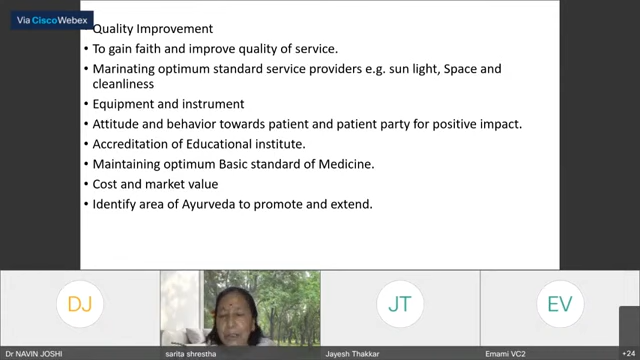 Via Cisco Webex
• Quality Improvement
• To gain faith and improve quality of service.
• Marinating optimum standard service providers e.g. sun light, Space and
cleanliness
• Equipment and instrument
• Attitude and behavior towards patient and patient party for positive impact.
• Accreditation of Educational institute.
• Maintaining optimum Basic standard of Medicine.
• Cost and market value
• Identify area of Ayurveda to promote and extend.
DJ
JT
EV
Dr NAVIN JOSHI
sarita shrestha
Jayesh Thakkar
Emami VC2
+24